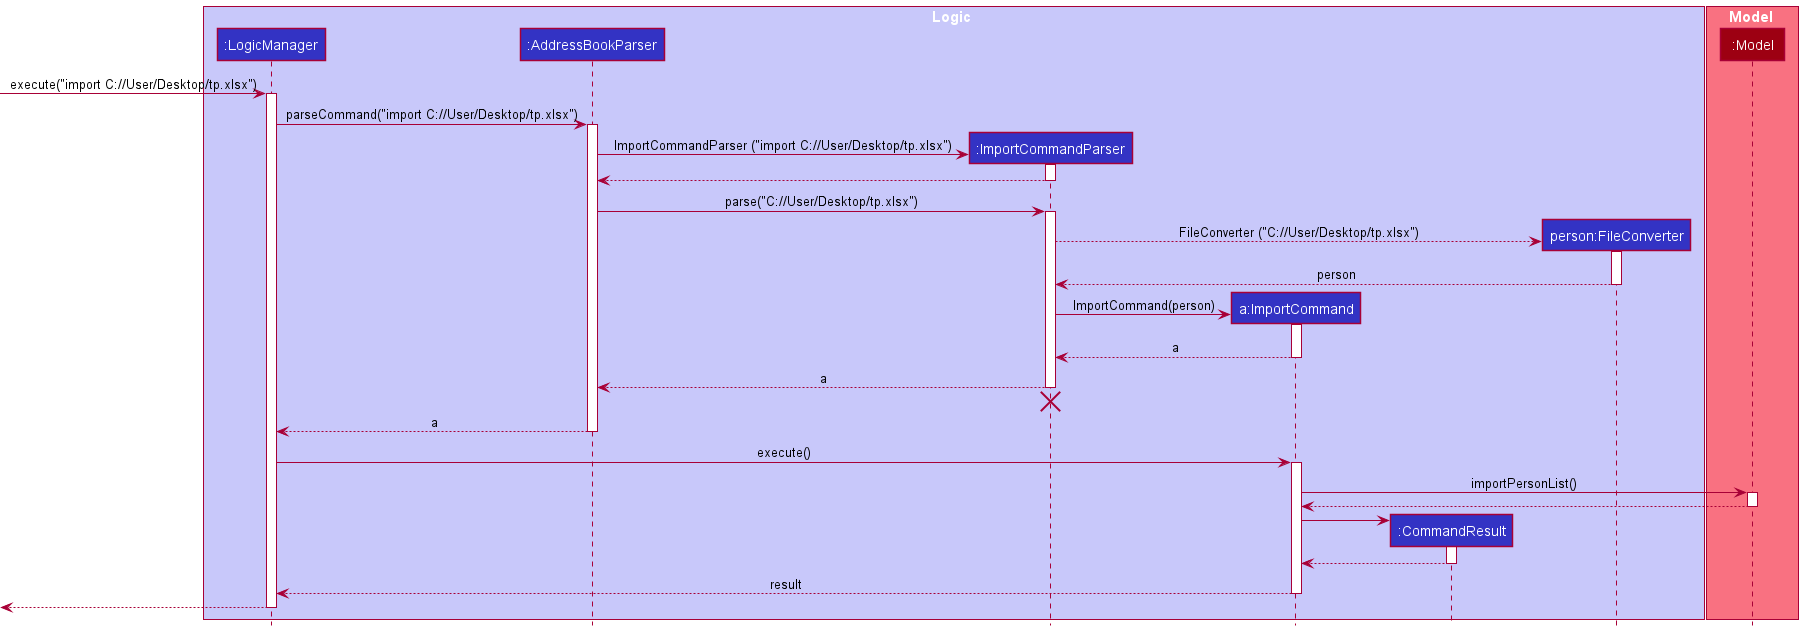 Logic
Model
:LogicManager
:AddressBookParser
:Model
execute("import C://User/Desktop/tp.xlsx")
parseCommand("import C://User/Desktop/tp.xlsx")
ImportCommandParser ("import C://User/Desktop/tp.xlsx")
:ImportCommandParser
parse("C://User/Desktop/tp.xlsx")
FileConverter ("C://User/Desktop/tp.xlsx")
person:FileConverter
person
ImportCommand(person)
a:ImportCommand
a
a
a
execute()
importPersonList()
:CommandResult
result